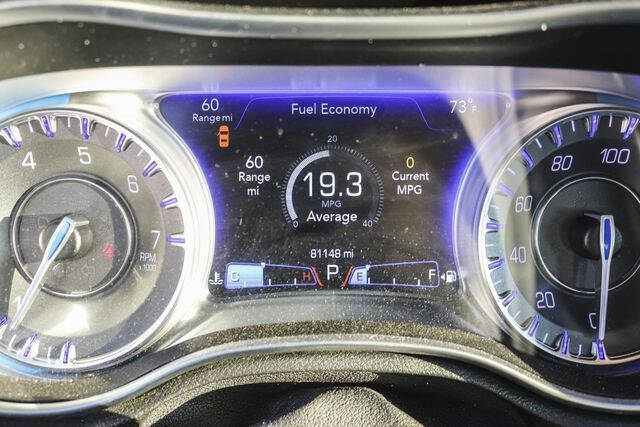 60
Range mi
Fuel Economy
73°F
60
Range
mi
20
19.3
MPG
Average
0
40
0
Current
MPG
81148 mi
C
H
P
E
F
1
4
5
6
7
RPM
x 1000
0
20
40
60
80
100